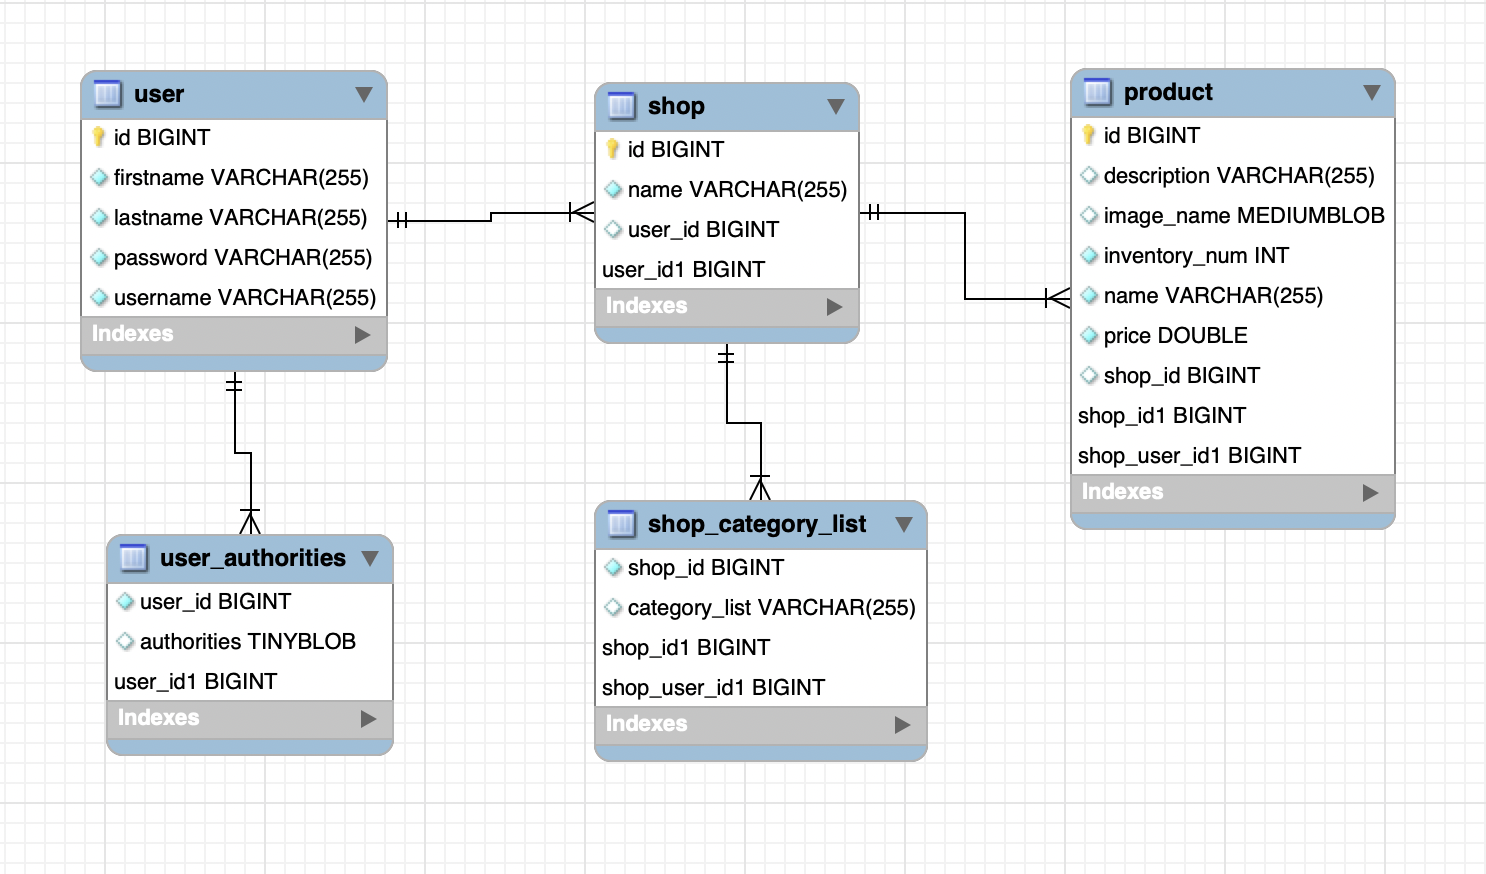 user
id BIGINT
firstname VARCHAR(255)
lastname VARCHAR(255)
password VARCHAR(255)
username VARCHAR(255)
Indexes
shop
id BIGINT
name VARCHAR(255)
user_id BIGINT
user_id1 BIGINT
Indexes
product
id BIGINT
description VARCHAR(255)
image_name MEDIUMBLOB
inventory_num INT
name VARCHAR(255)
price DOUBLE
shop_id BIGINT
shop_id1 BIGINT
shop_user_id1 BIGINT
Indexes
user_authorities
user_id BIGINT
authorities TINYBLOB
user_id1 BIGINT
Indexes
shop_category_list
shop_id BIGINT
category_list VARCHAR(255)
shop_id1 BIGINT
shop_user_id1 BIGINT
Indexes